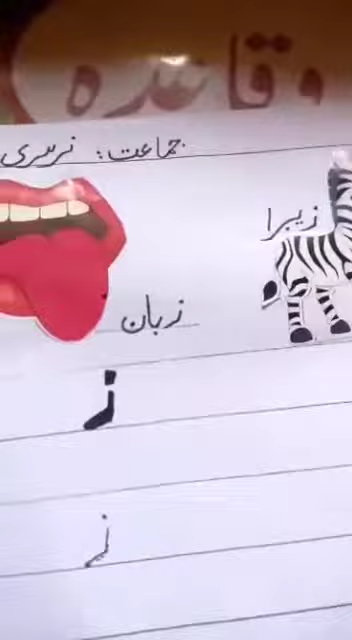 و قاعدہ
جماعت: نرسری
زیبرا
زبان
ز
ز